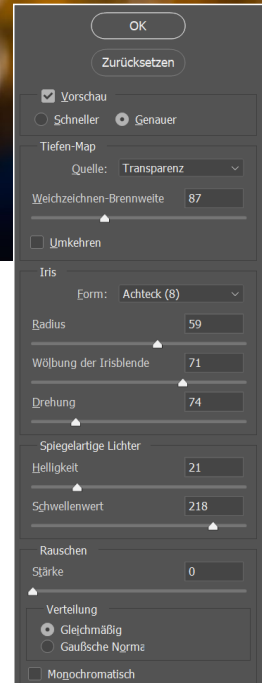 OK
Zurücksetzen
Vorschau
Schneller Genauer
Tiefen-Map
Quelle: Transparenz
Weichzeichnen-Brennweite 87
Umkehren
Iris
Form: Achteck (8)
Radius 59
Wölbung der Irisblende 71
Drehung 74
Spiegelartige Lichter
Helligkeit 21
Schwellenwert 218
Rauschen
Stärke 0
Verteilung
Gleichmäßig
Gaußsche Norma
Monochromatisch